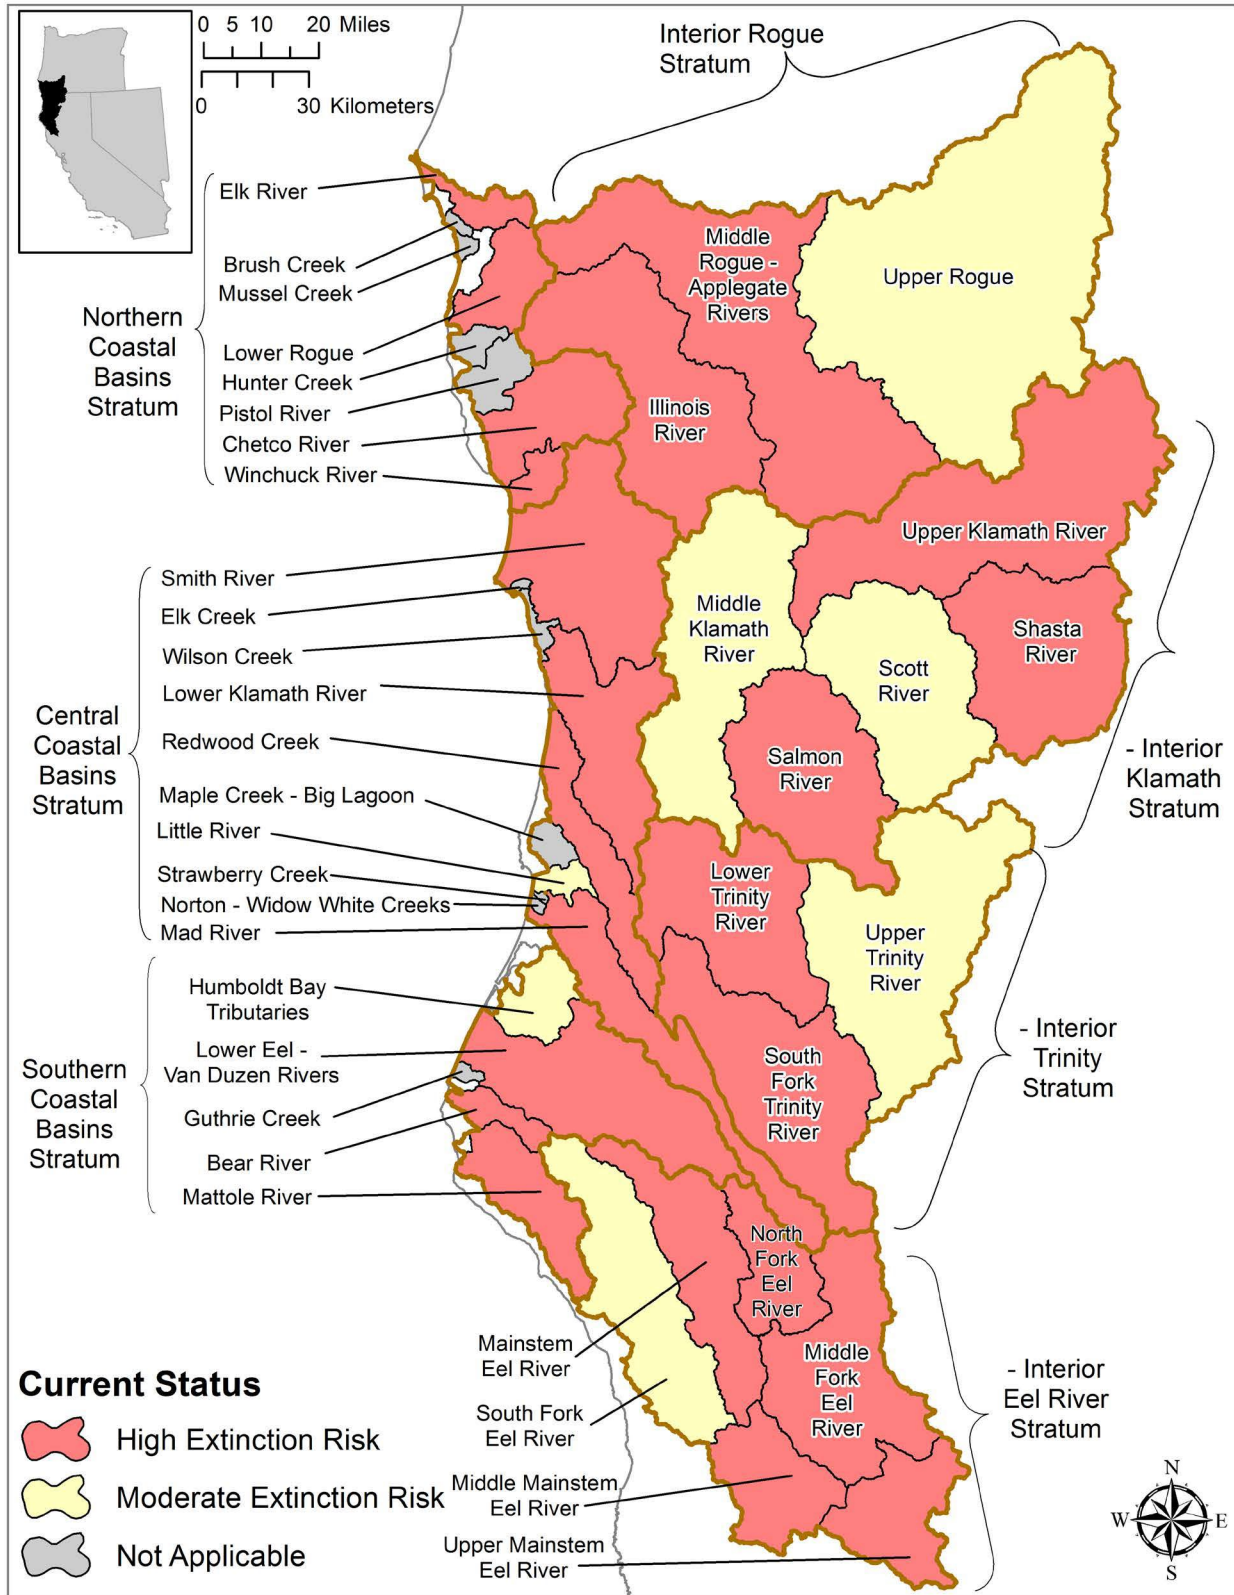 0 5 10 20 Miles
0 30 Kilometers
Interior Rogue
Stratum
Elk River
Brush Creek
Mussel Creek
Northern
Coastal
Basins
Stratum
Lower Rogue
Hunter Creek
Pistol River
Chetco River
Winchuck River
Middle
Rogue -
Applegate
Rivers
Upper Rogue
Illinois
River
Upper Klamath River
Smith River
Elk Creek
Wilson Creek
Lower Klamath River
Central
Coastal
Basins
Stratum
Redwood Creek
Maple Creek - Big Lagoon
Little River
Strawberry Creek
Norton - Widow White Creeks
Mad River
Middle
Klamath
River
Scott
River
Shasta
River
Salmon
River
- Interior
Klamath
Stratum
Lower
Trinity
River
Upper
Trinity
River
South
Fork
Trinity
River
- Interior
Trinity
Stratum
Humboldt Bay
Tributaries
Lower Eel -
Van Duzen Rivers
Southern
Coastal
Basins
Stratum
Guthrie Creek
Bear River
Mattole River
North
Fork
Eel
River
Mainstem
Eel River
Middle
Fork
Eel
River
South Fork
Eel River
- Interior
Eel River
Stratum
Middle Mainstem
Eel River
Upper Mainstem
Eel River
Current Status
High Extinction Risk
Moderate Extinction Risk
Not Applicable
N
W E
S